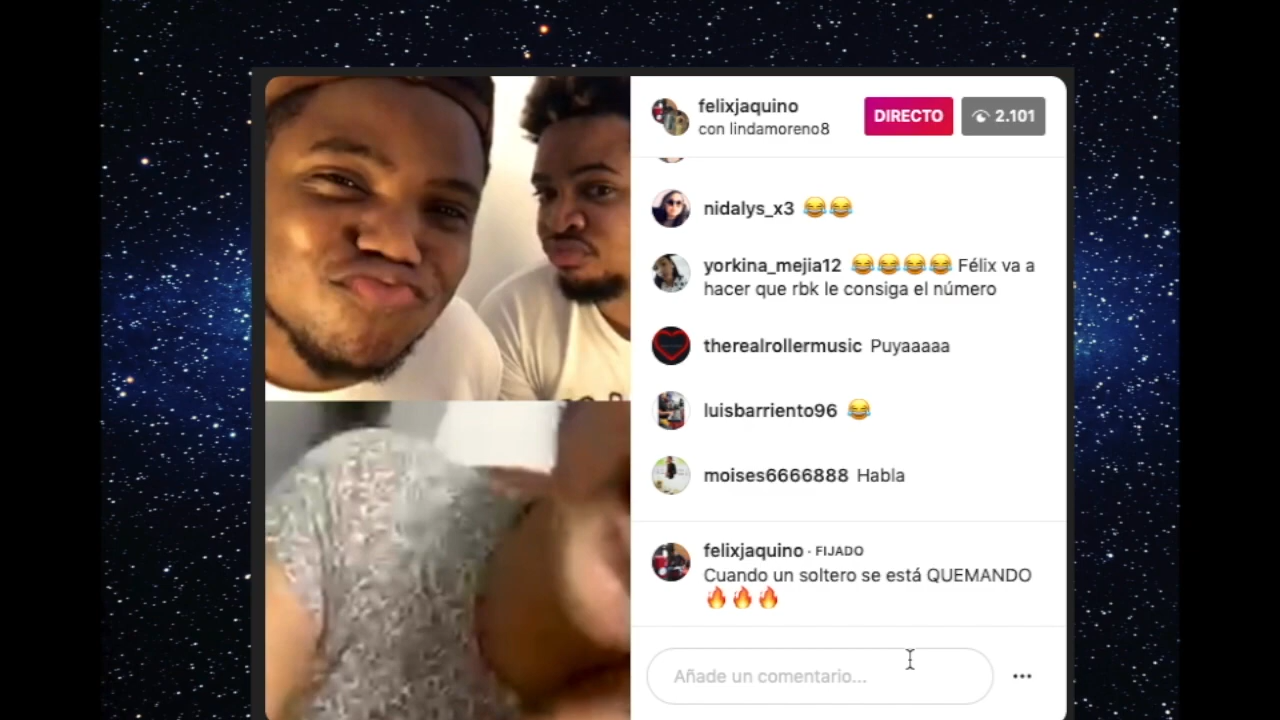 felixjaquino
con lindamoreno8
DIRECTO
2.101
nidalys_x3 😂😂
yorkina_mejia12 😂😂😂😂 Félix va a
hacer que rbk le consiga el número
therealrollermusic Puyaaaaa
luisbarriento96 😂
moises6666888 Habla
felixjaquino · FIJADO
Cuando un soltero se está QUEMANDO
🔥🔥🔥
Añade un comentario...